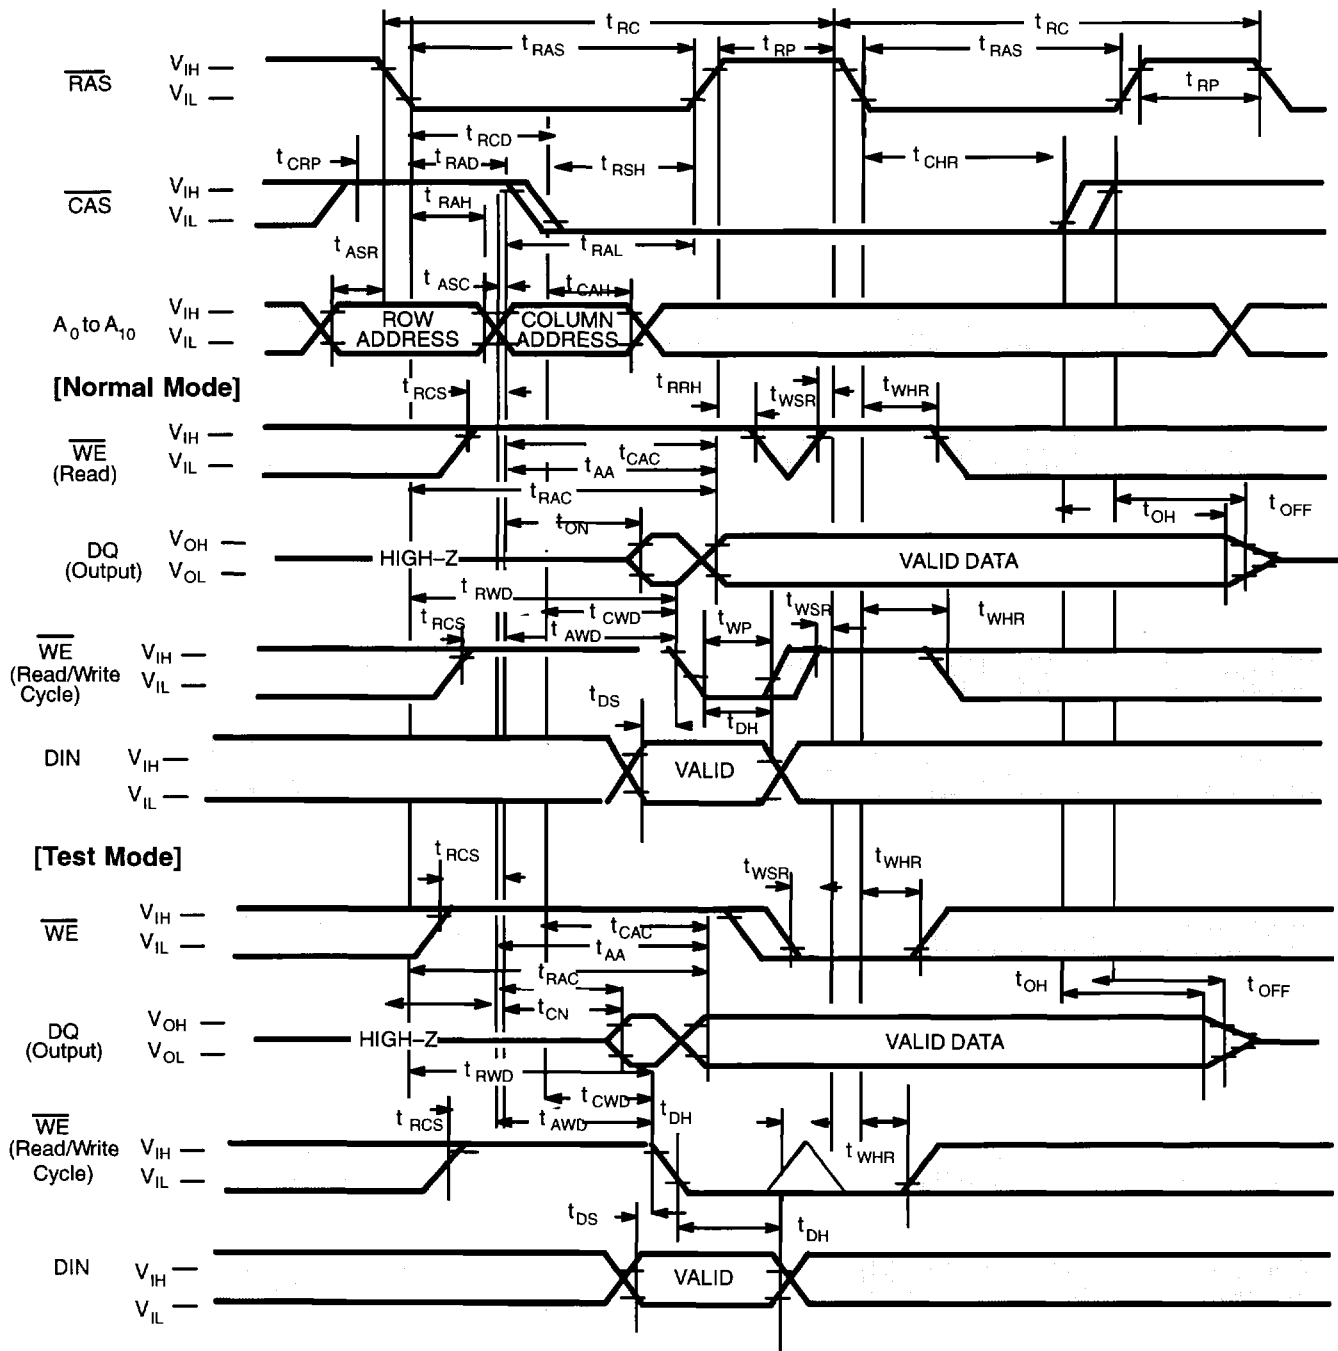 t RC t RC
t RAS t RP t RAS
RAS VIH VIL t RP
t RCD
t CRP t RAD t RSH t CHR
CAS VIH VIL
t RAH
t ASR t RAL
t ASC t CAH
A0 to A10 VIH VIL ROW ADDRESS COLUMN ADDRESS
[Normal Mode]
t RCS t RRH t WSR t WHR
WE (Read) VIH VIL
t CAC
t AA
t RAC
t ON t OH t OFF
DQ (Output) VOH VOL HIGH–Z VALID DATA
t RWD
t RCS t CWD t WP t WSR t WHR
t AWD
WE (Read/Write Cycle) VIH VIL
t DS t DH
DIN VIH VIL VALID
[Test Mode]
t RCS t WSR t WHR
WE VIH VIL
t CAC
t AA
t RAC t OH t OFF
t CN
DQ (Output) VOH VOL HIGH–Z VALID DATA
t RWD
t RCS t CWD t DH
t AWD t WHR
WE (Read/Write Cycle) VIH VIL
t DS t DH
DIN VIH VIL VALID